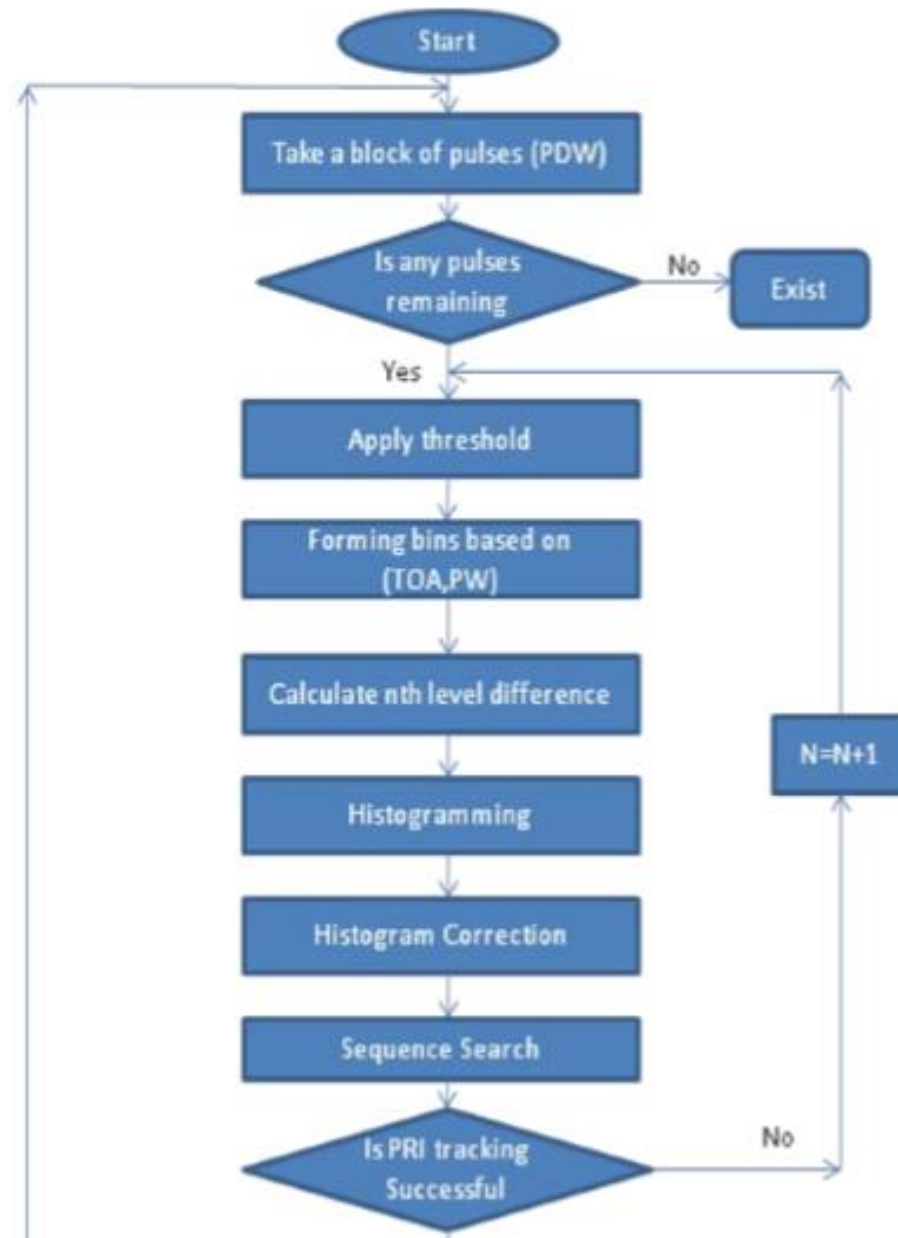 Start
Take a block of pulses (PDW)
Is any pulses
remaining
No
Exist
Yes
Apply threshold
Forming bins based on
(TOA,PW)
Calculate nth level difference
N=N+1
Histogramming
Histogram Correction
Sequence Search
Is PRI tracking
Successful
No